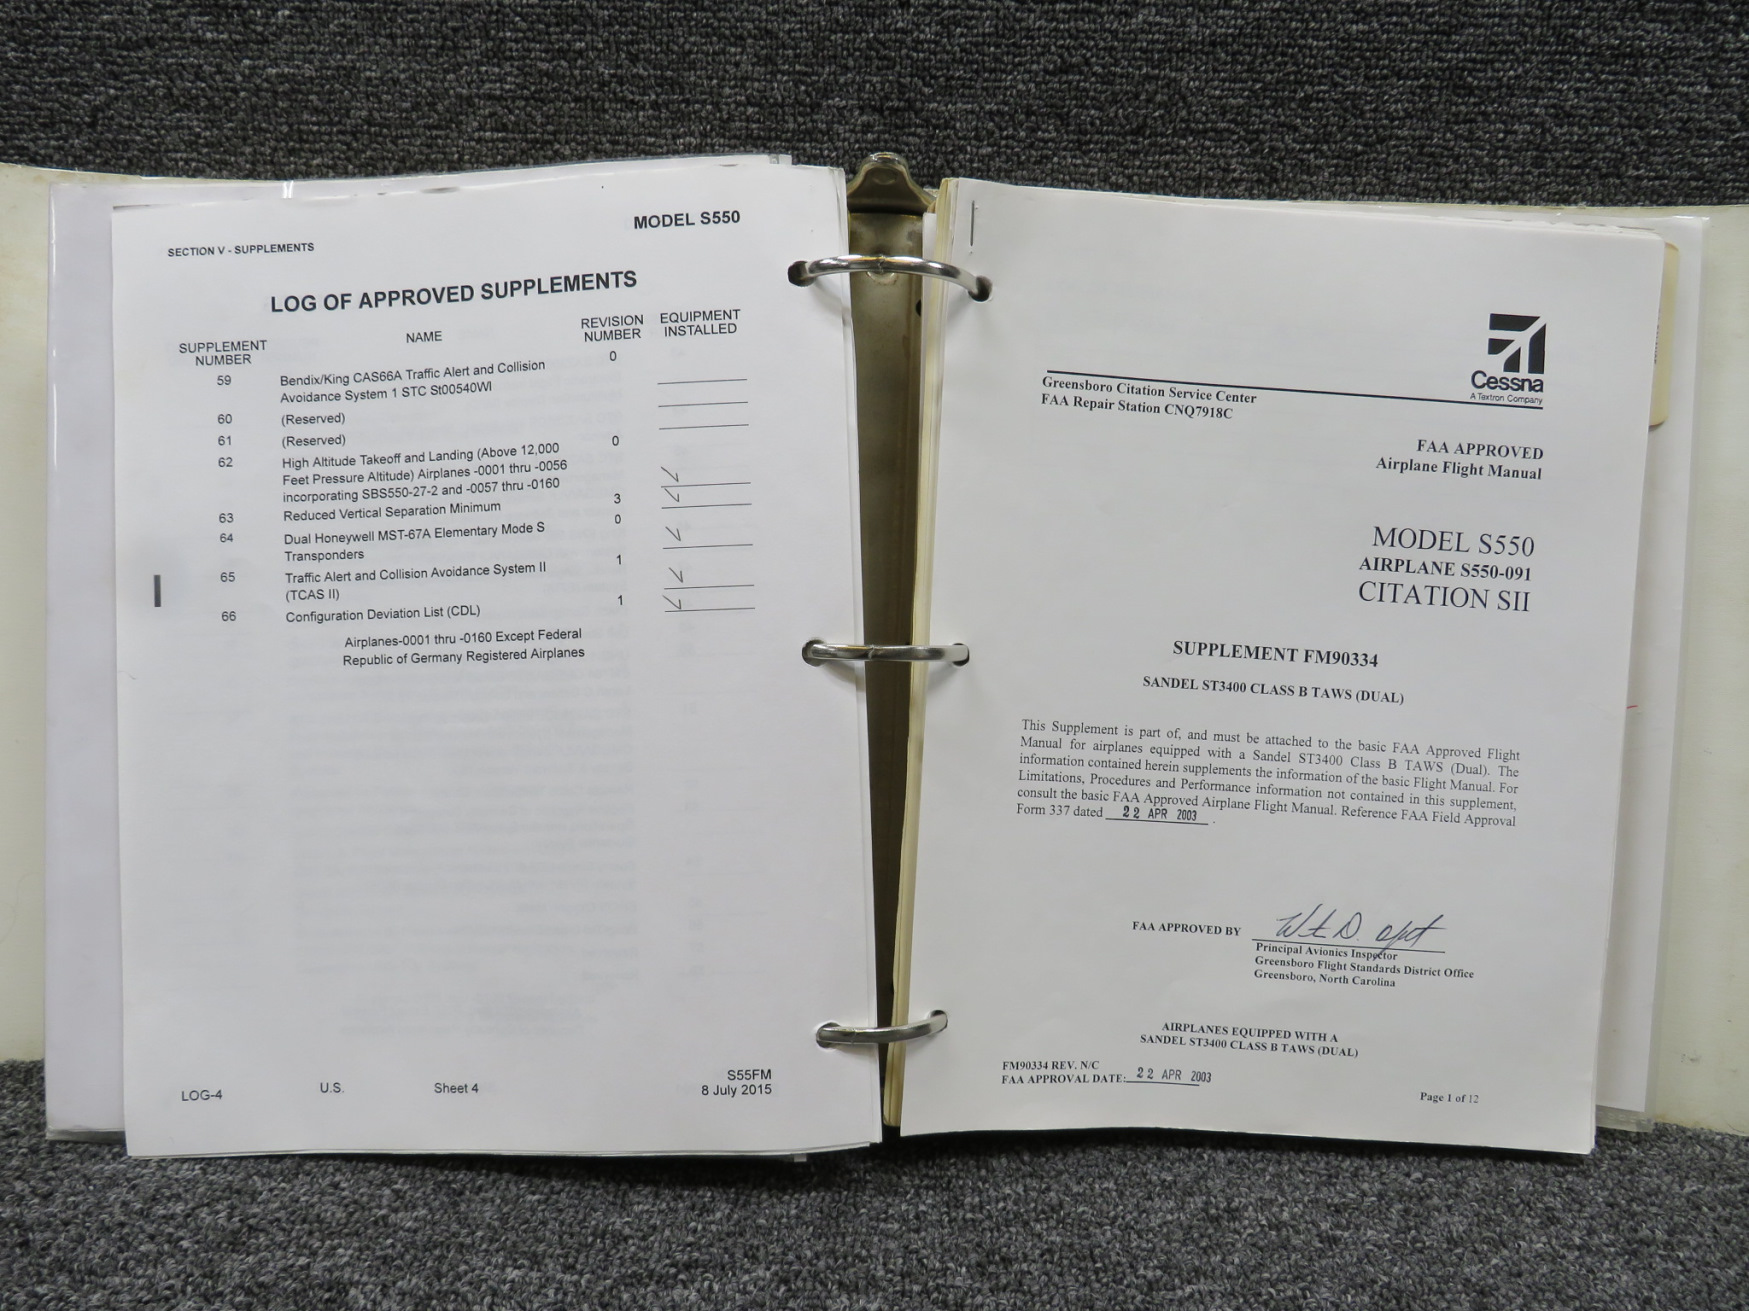 MODEL S550
SECTION V - SUPPLEMENTS
LOG OF APPROVED SUPPLEMENTS
SUPPLEMENT NUMBER NAME REVISION NUMBER EQUIPMENT INSTALLED
59 Bendix/King CAS66A Traffic Alert and Collision 0
Avoidance System 1 STC St00540WI
60 (Reserved)
61 (Reserved)
62 High Altitude Takeoff and Landing (Above 12,000 0
Feet Pressure Altitude) Airplanes -0001 thru -0056
incorporating SBS550-27-2 and -0057 thru -0160
63 Reduced Vertical Separation Minimum 3
64 Dual Honeywell MST-67A Elementary Mode S 0
Transponders
65 Traffic Alert and Collision Avoidance System II 1
(TCAS II)
66 Configuration Deviation List (CDL) 1
Airplanes-0001 thru -0160 Except Federal
Republic of Germany Registered Airplanes
LOG-4 U.S. Sheet 4 S55FM
8 July 2015
Cessna
A Textron Company
Greensboro Citation Service Center
FAA Repair Station CNQ7918C
FAA APPROVED
Airplane Flight Manual
MODEL S550
AIRPLANE S550-091
CITATION SII
SUPPLEMENT FM90334
SANDEL ST3400 CLASS B TAWS (DUAL)
This Supplement is part of, and must be attached to the basic FAA Approved Flight
Manual for airplanes equipped with a Sandel ST3400 Class B TAWS (Dual). The
information contained herein supplements the information of the basic Flight Manual. For
Limitations, Procedures and Performance information not contained in this supplement,
consult the basic FAA Approved Airplane Flight Manual. Reference FAA Field Approval
Form 337 dated 22 APR 2003 .
FAA APPROVED BY
Principal Avionics Inspector
Greensboro Flight Standards District Office
Greensboro, North Carolina
AIRPLANES EQUIPPED WITH A
SANDEL ST3400 CLASS B TAWS (DUAL)
FM90334 REV. N/C
FAA APPROVAL DATE: 22 APR 2003
Page 1 of 12